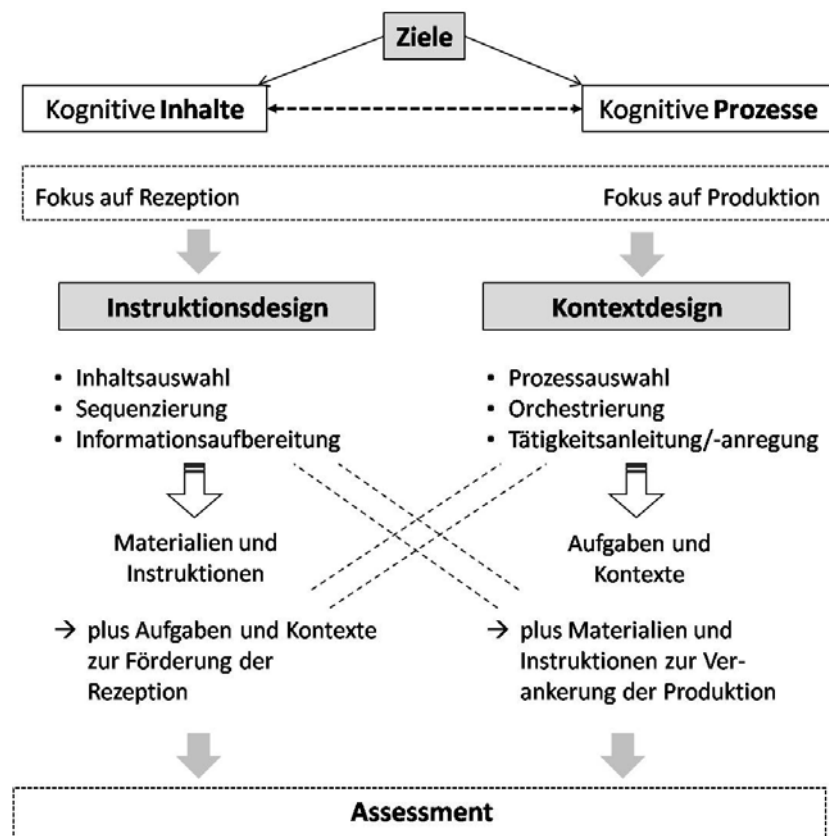 Ziele
Kognitive Inhalte
Kognitive Prozesse
Fokus auf Rezeption
Fokus auf Produktion
Instruktionsdesign
• Inhaltsauswahl
• Sequenzierung
• Informationsaufbereitung
Materialien und
Instruktionen
→ plus Aufgaben und Kontexte
zur Förderung der
Rezeption
Kontextdesign
• Prozessauswahl
• Orchestrierung
• Tätigkeitsanleitung/-anregung
Aufgaben und
Kontexte
→ plus Materialien und
Instruktionen zur Ver-
ankerung der Produktion
Assessment